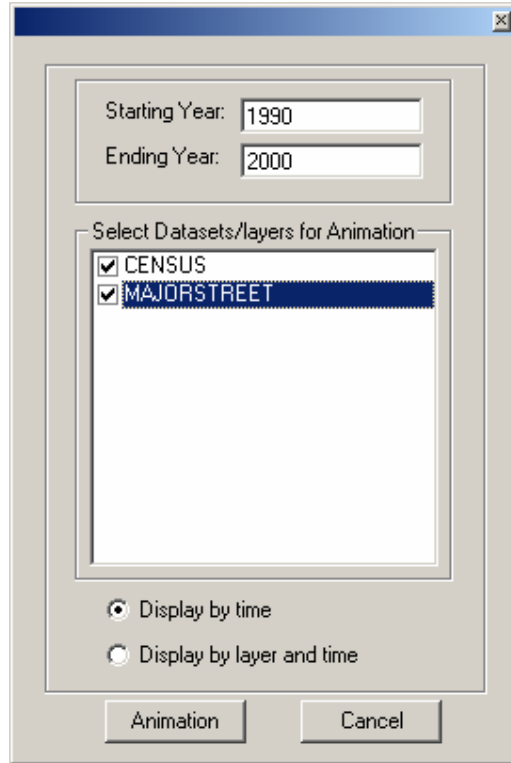 Starting Year: 1990
Ending Year: 2000
Select Datasets/layers for Animation
CENSUS
MAJORSTREET
Display by time
Display by layer and time
Animation Cancel